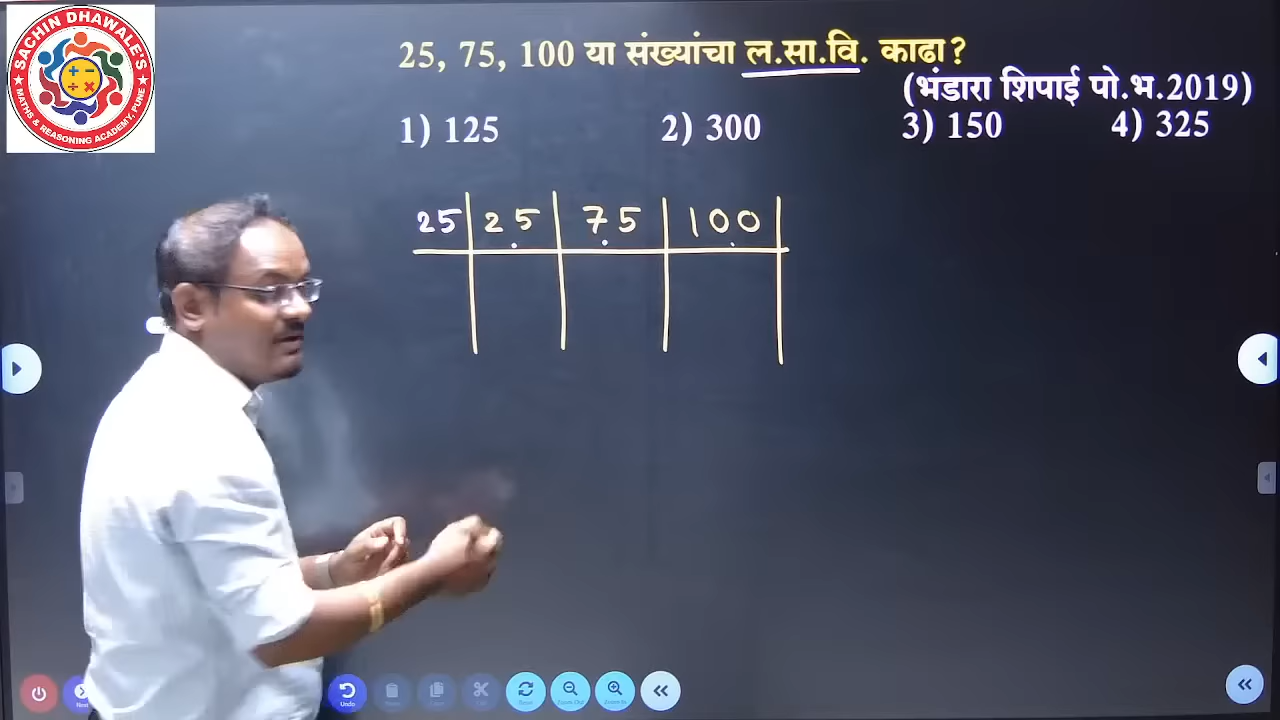 SACHIN DHAWALE'S
MATHS & REASONING ACADEMY, PUNE
25, 75, 100 या संख्यांचा ल.सा.वि. काढा?
(भंडारा शिपाई पो.भ.2019)
1) 125 2) 300 3) 150 4) 325
25 25 75 100
Undo